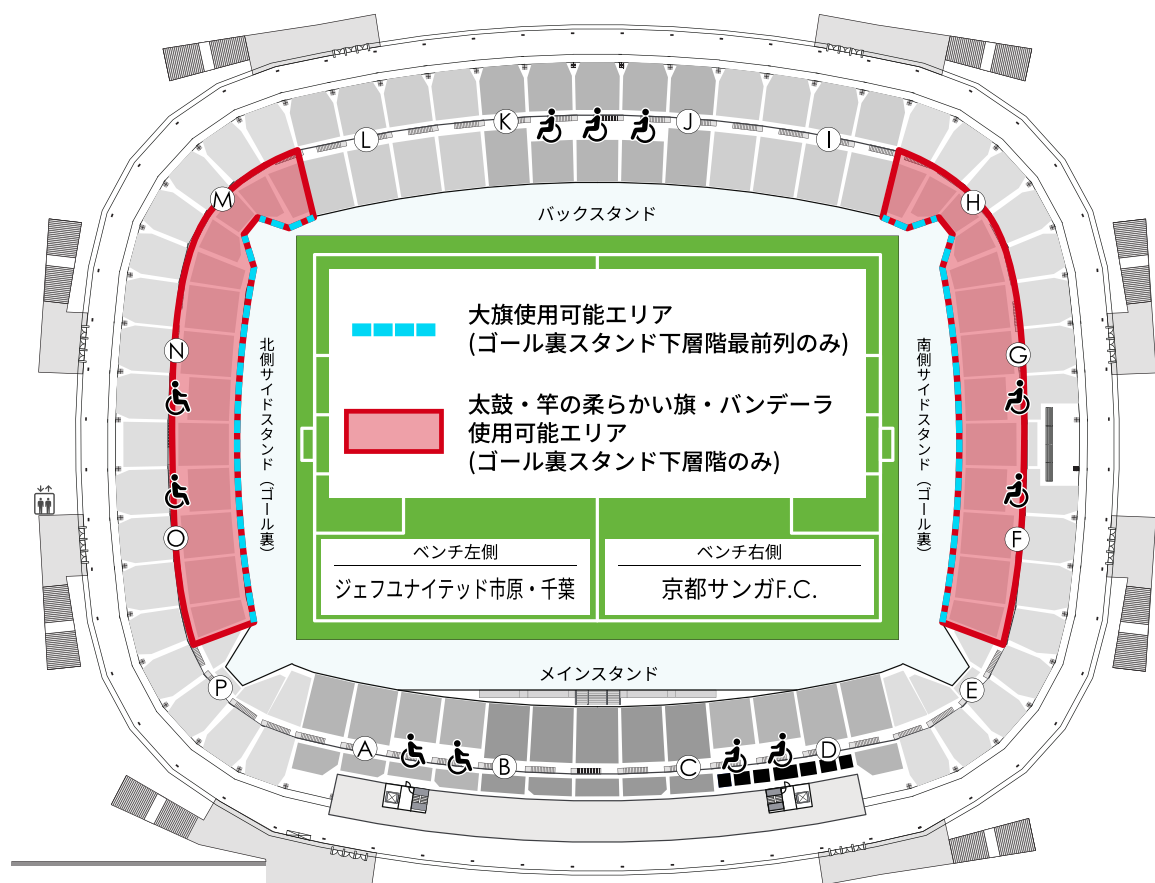 K
J
L
I
M
H
バックスタンド
大旗使用可能エリア
(ゴール裏スタンド下層階最前列のみ)
太鼓・竿の柔らかい旗・バンデーラ
使用可能エリア
(ゴール裏スタンド下層階のみ)
北側サイドスタンド（ゴール裏）
南側サイドスタンド（ゴール裏）
N
G
O
F
ベンチ左側
ジェフユナイテッド市原・千葉
ベンチ右側
京都サンガF.C.
メインスタンド
P
E
A
B
C
D